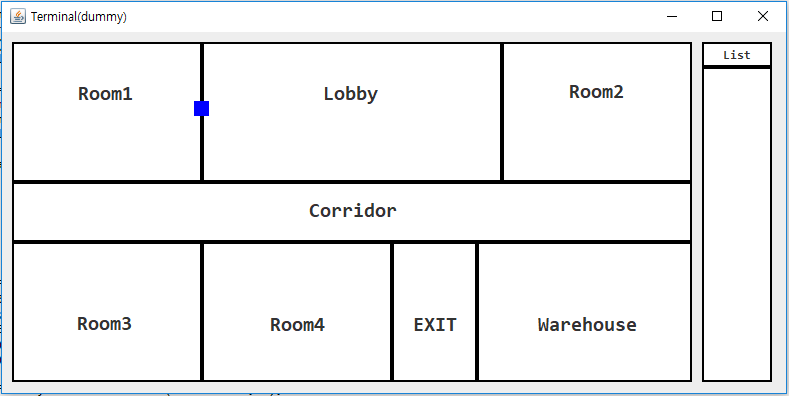 Terminal(dummy)
List
Room1
Lobby
Room2
Corridor
Room3
Room4
EXIT
Warehouse